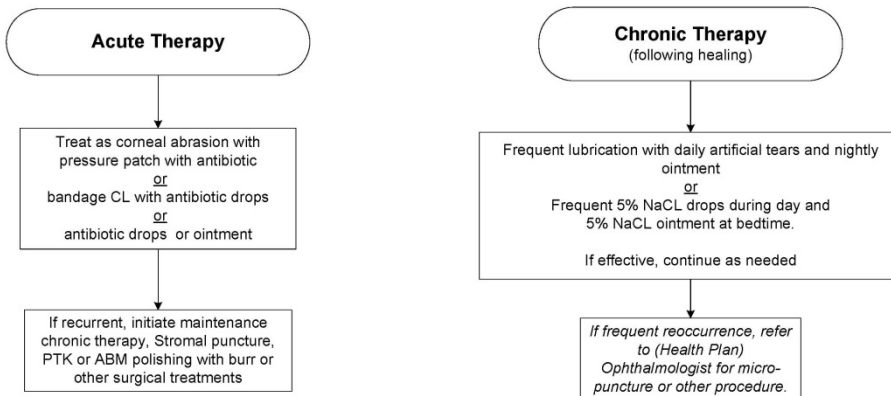 Acute Therapy
Treat as corneal abrasion with
pressure patch with antibiotic
or
bandage CL with antibiotic drops
or
antibiotic drops or ointment
If recurrent, initiate maintenance
chronic therapy, Stromal puncture,
PTK or ABM polishing with burr or
other surgical treatments
Chronic Therapy
(following healing)
Frequent lubrication with daily artificial tears and nightly
ointment
or
Frequent 5% NaCL drops during day and
5% NaCL ointment at bedtime.
If effective, continue as needed
If frequent reoccurrence, refer
to (Health Plan)
Ophthalmologist for micro-
puncture or other procedure.